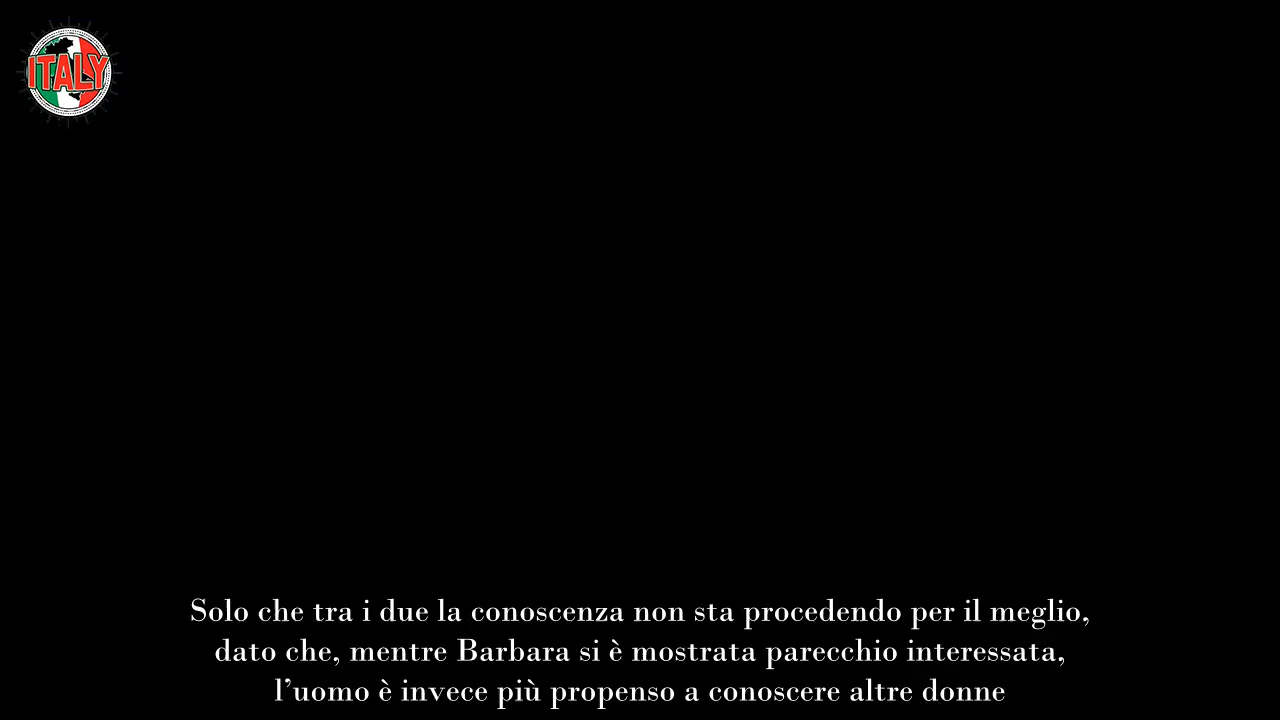 ITALY
Solo che tra i due la conoscenza non sta procedendo per il meglio,
dato che, mentre Barbara si è mostrata parecchio interessata,
l’uomo è invece più propenso a conoscere altre donne